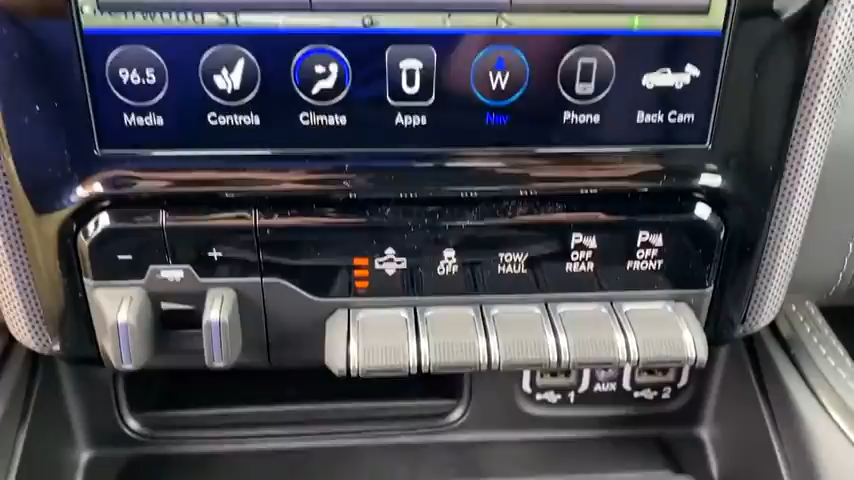 96.5
W
Media
Controls
Climate
Apps
Nav
Phone
Back Cam
- +
OFF
TOW/
HAUL
P
OFF
REAR
P
OFF
FRONT
1
AUX
2